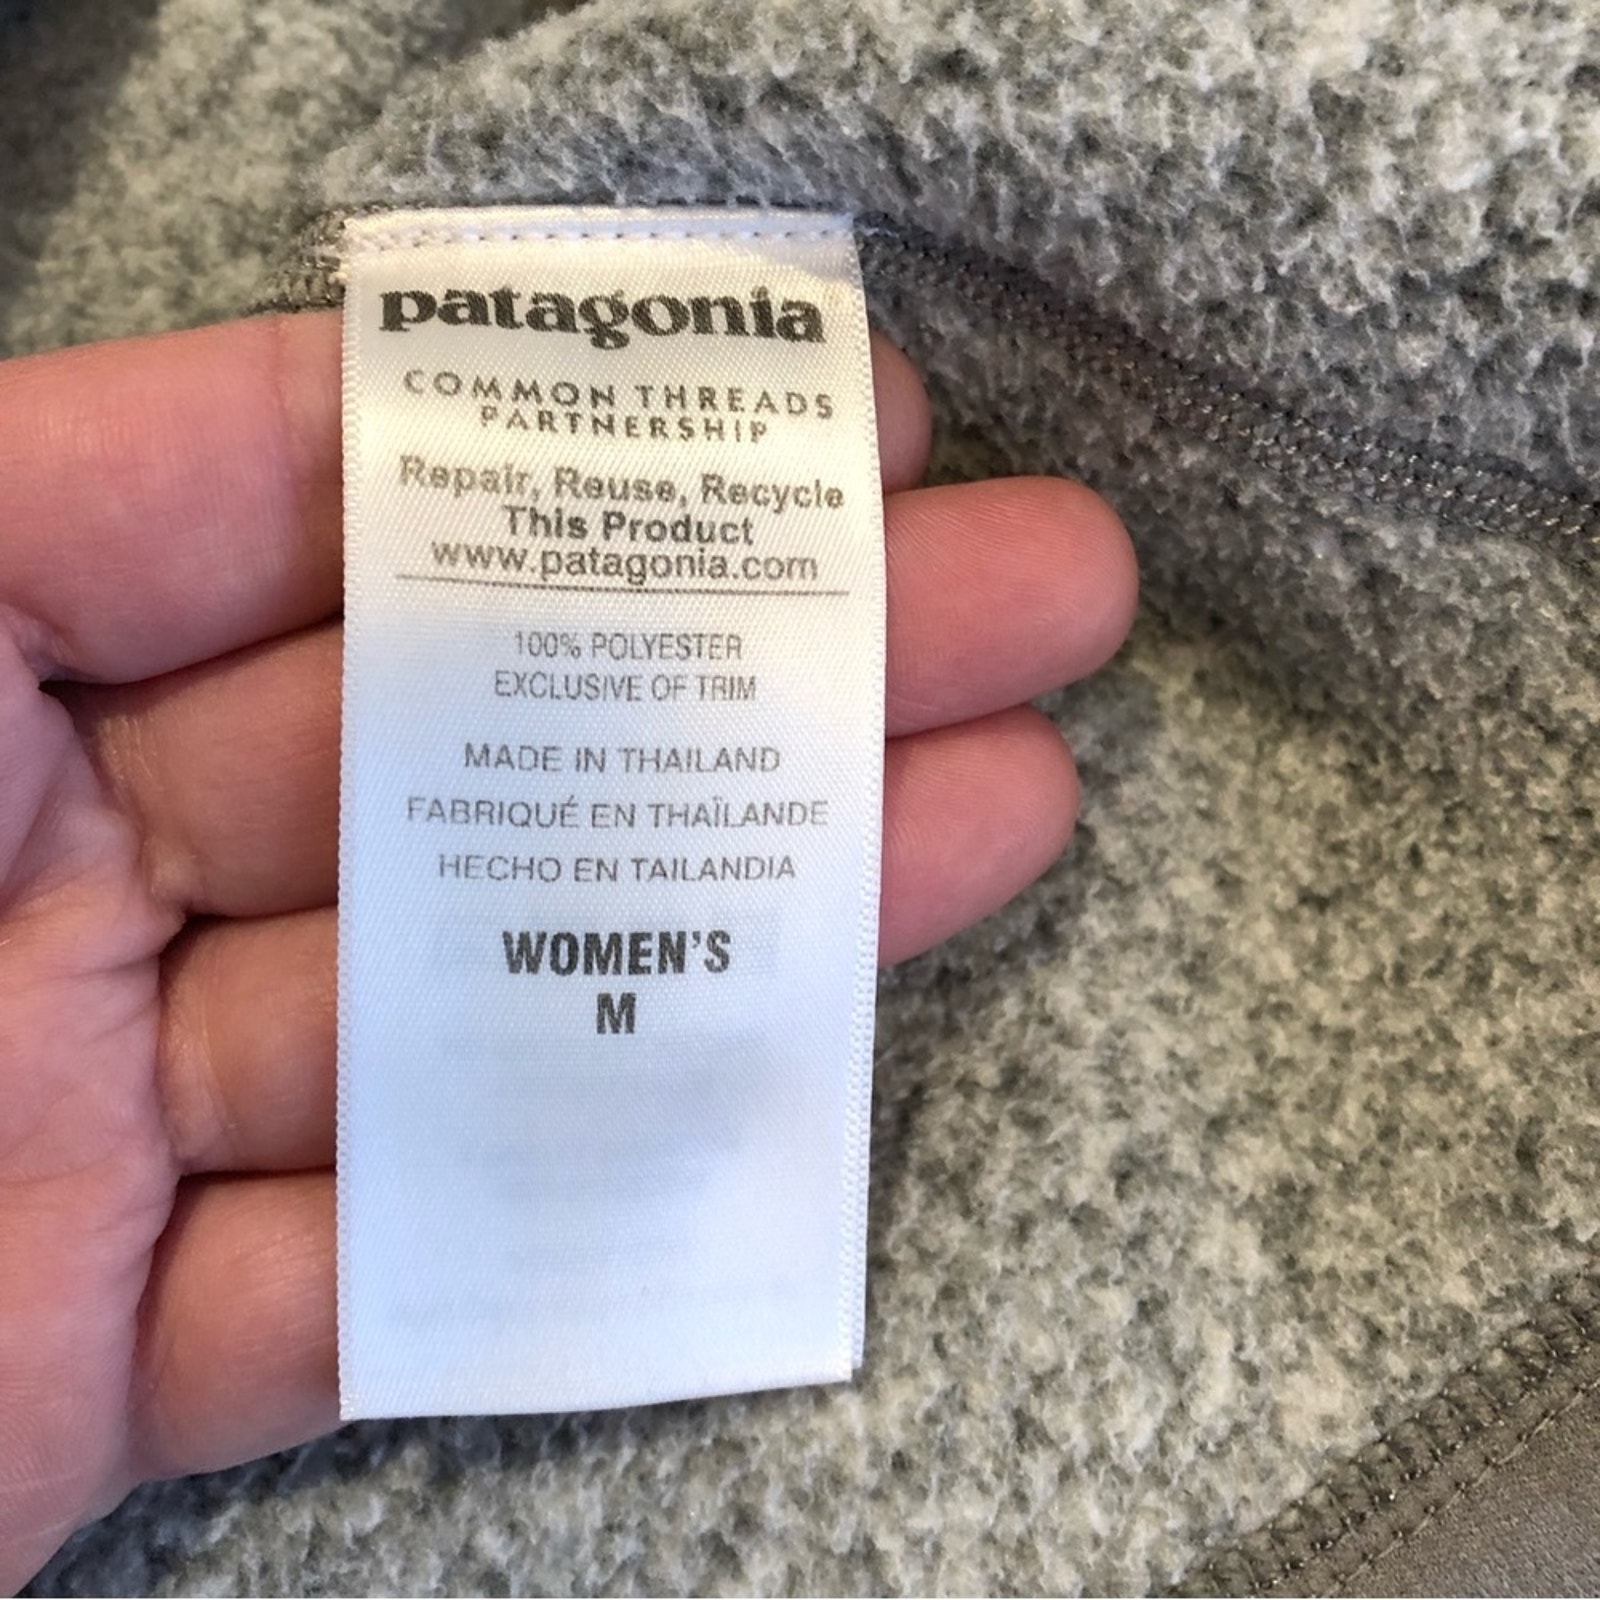 patagonia
COMMON THREADS
PARTNERSHIP
Repair, Reuse, Recycle
This Product
www.patagonia.com
100% POLYESTER
EXCLUSIVE OF TRIM
MADE IN THAILAND
FABRIQUÉ EN THAÏLANDE
HECHO EN TAILANDIA
WOMEN'S
M